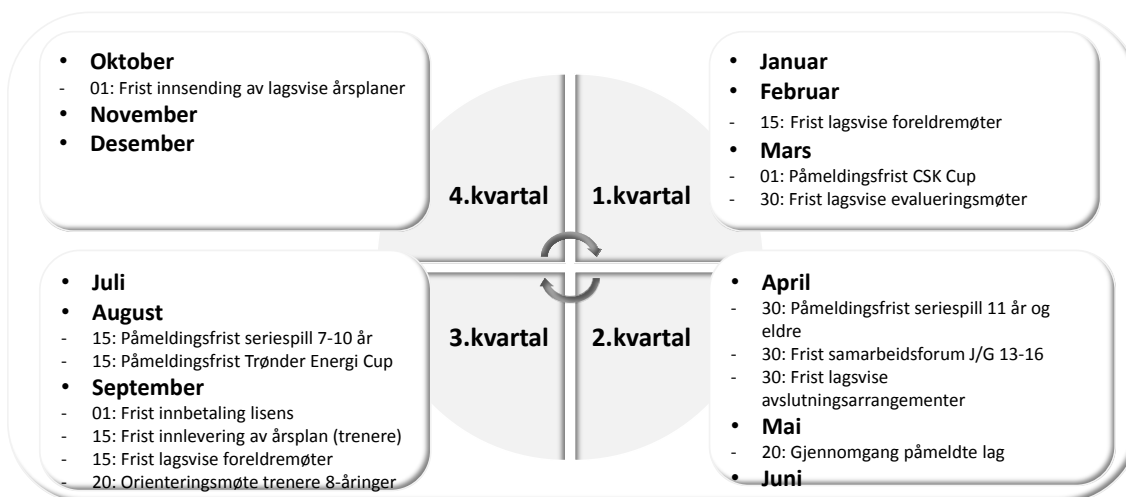 • Oktober
- 01: Frist innsending av lagsvise årsplaner
• November
• Desember
• Januar
• Februar
- 15: Frist lagsvise foreldremøter
• Mars
- 01: Påmeldingsfrist CSK Cup
- 30: Frist lagsvise evalueringsmøter
4.kvartal
1.kvartal
• Juli
• August
- 15: Påmeldingsfrist seriespill 7-10 år
- 15: Påmeldingsfrist Trønder Energi Cup
• September
- 01: Frist innbetaling lisens
- 15: Frist innlevering av årsplan (trenere)
- 15: Frist lagsvise foreldremøter
- 20: Orienteringsmøte trenere 8-åringer
3.kvartal
2.kvartal
• April
- 30: Påmeldingsfrist seriespill 11 år og
eldre
- 30: Frist samarbeidsforum J/G 13-16
- 30: Frist lagsvise
avslutningsarrangementer
• Mai
- 20: Gjennomgang påmeldte lag
• Juni